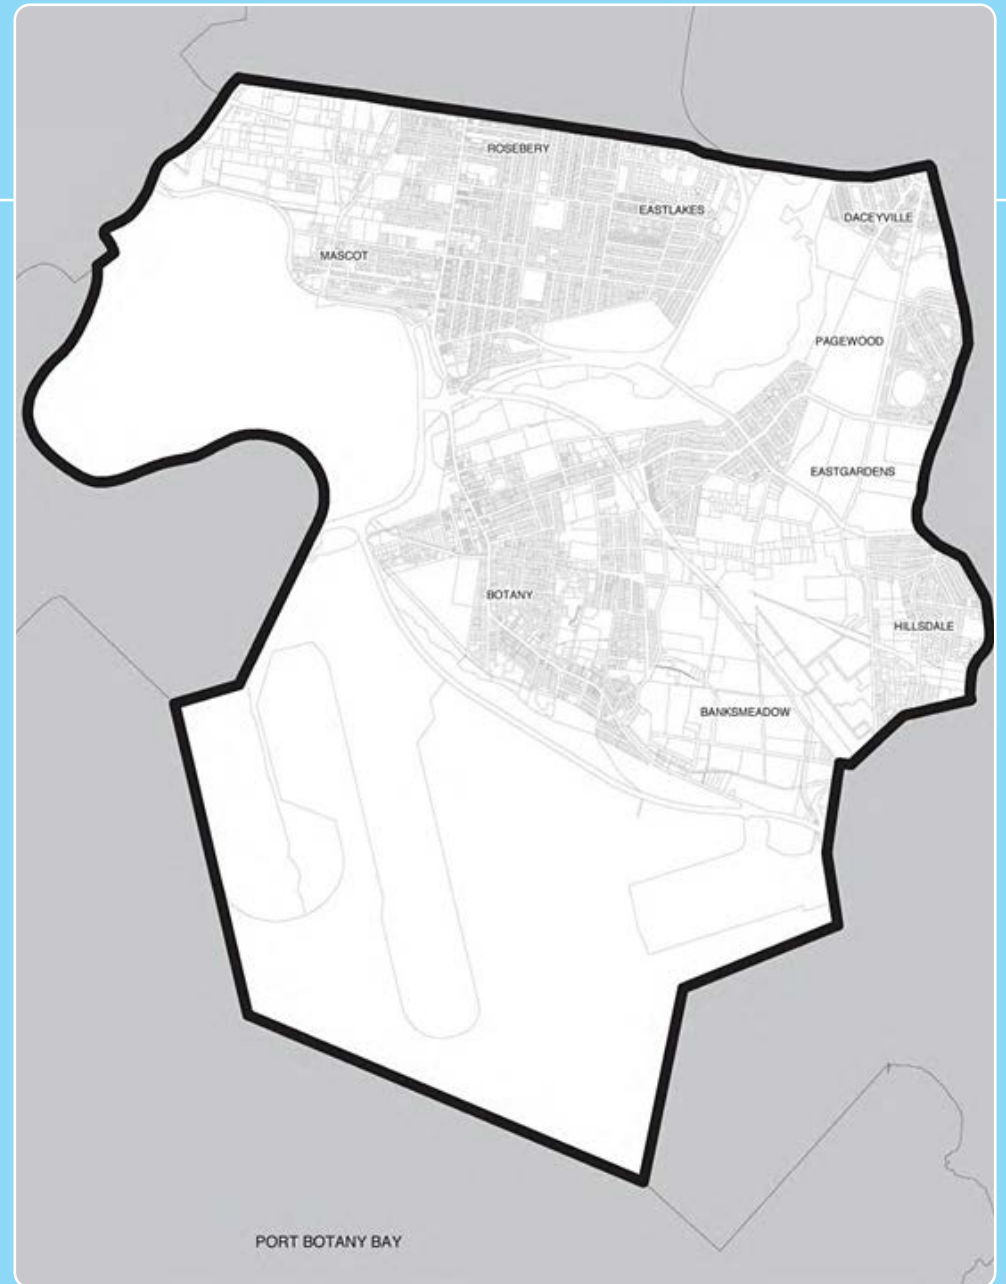 ROSEBERY
EASTLAKES
DACEYVILLE
MASCOT
PAGEWOOD
EASTGARDENS
BOTANY
HILLSDALE
BANKSMEADOW
PORT BOTANY BAY